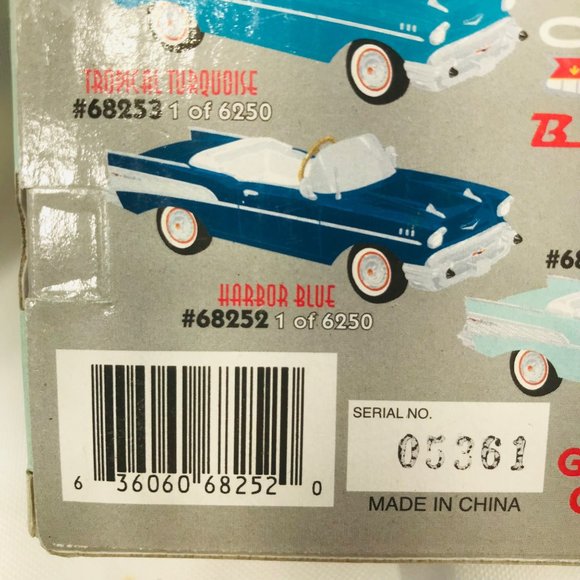 TROPICAL TURQUOISE
#68253 1 of 6250
HARBOR BLUE
#68252 1 of 6250
6 36060 68252 0
SERIAL NO.
05361
MADE IN CHINA
B
#68
G